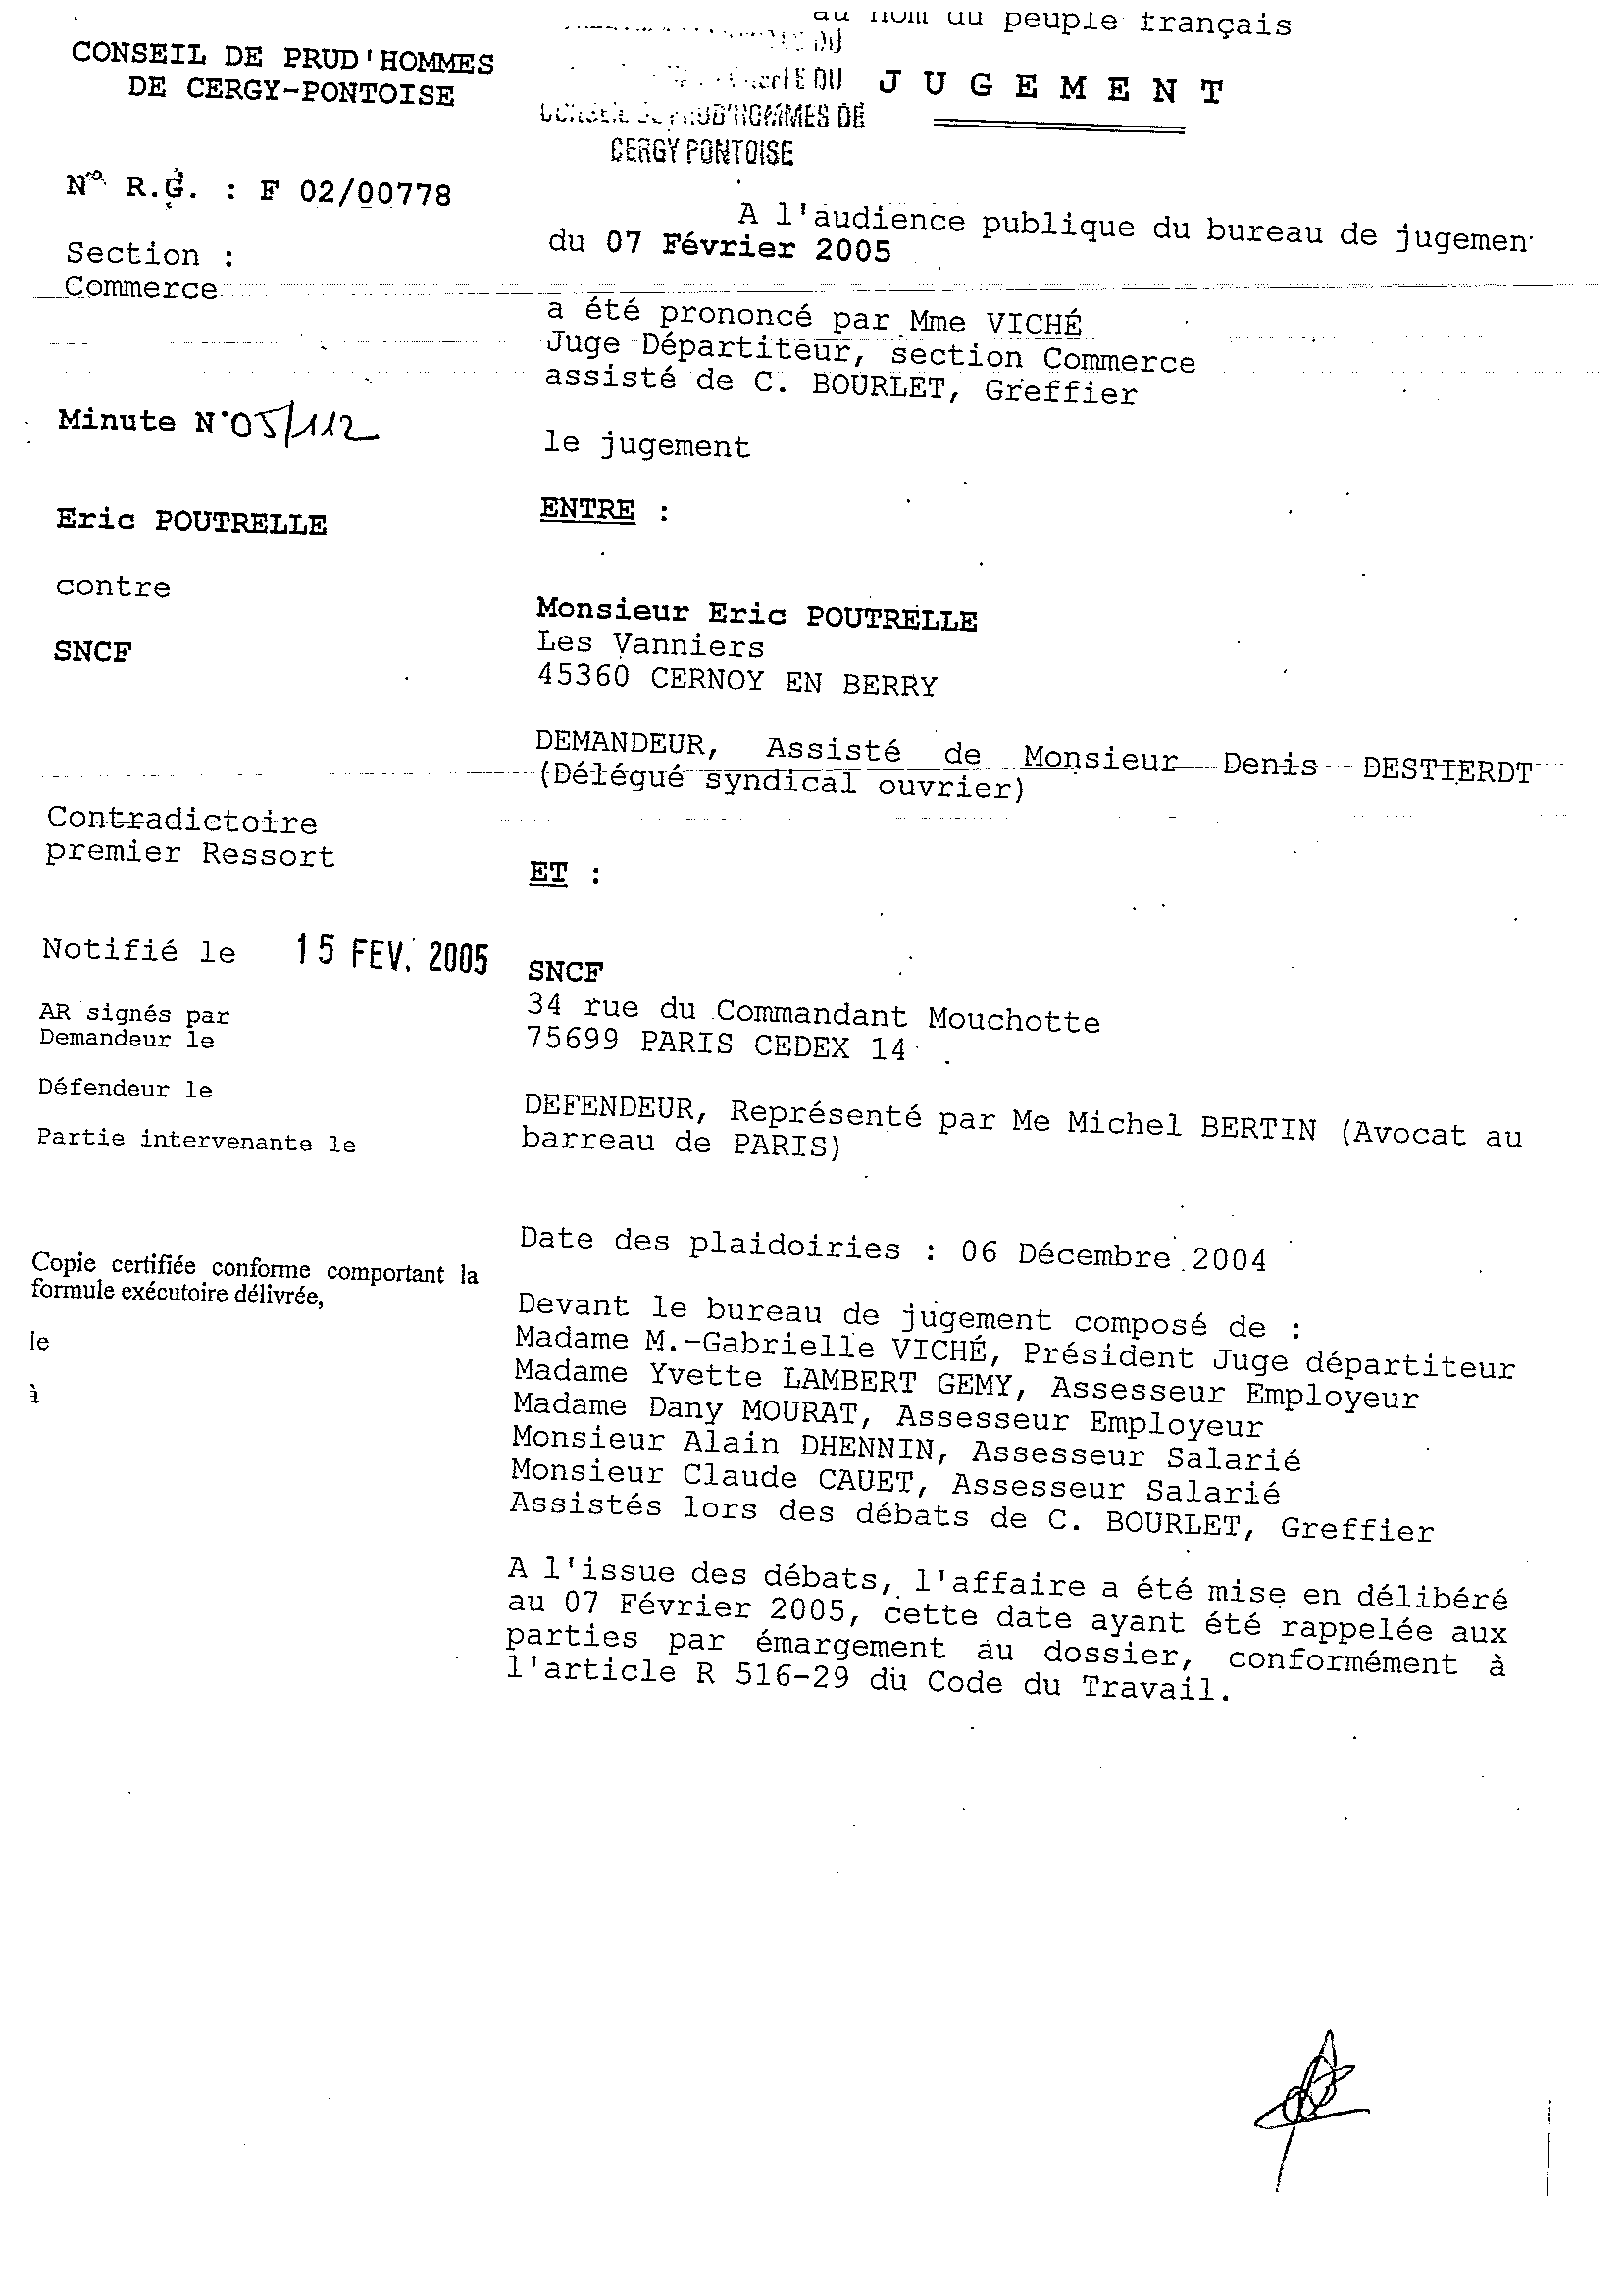 au nom du peuple français
CONSEIL DE PRUD'HOMMES
DE CERGY-PONTOISE
DU
DU
PRUD'HOMMES DE
CERGY PONTOISE
J U G E M E N T
N° R.G. : F 02/00778
Section :
Commerce
Minute N°05/112
Eric POUTRELLE
contre
SNCF
Contradictoire
premier Ressort
Notifié le 15 FEV. 2005
AR signés par
Demandeur le
Défendeur le
Partie intervenante le
Copie certifiée conforme comportant la
formule exécutoire délivrée,
le
à
A l'audience publique du bureau de jugemen
du 07 Février 2005
a été prononcé par Mme VICHÉ
Juge Départiteur, section Commerce
assisté de C. BOURLET, Greffier
le jugement
ENTRE :
Monsieur Eric POUTRELLE
Les Vanniers
45360 CERNOY EN BERRY
DEMANDEUR, Assisté de Monsieur Denis DESTIERDT
(Délégué syndical ouvrier)
ET :
SNCF
34 rue du Commandant Mouchotte
75699 PARIS CEDEX 14
DEFENDEUR, Représenté par Me Michel BERTIN (Avocat au
barreau de PARIS)
Date des plaidoiries : 06 Décembre 2004
Devant le bureau de jugement composé de :
Madame M.-Gabrielle VICHÉ, Président Juge départiteur
Madame Yvette LAMBERT GEMY, Assesseur Employeur
Madame Dany MOURAT, Assesseur Employeur
Monsieur Alain DHENNIN, Assesseur Salarié
Monsieur Claude CAUET, Assesseur Salarié
Assistés lors des débats de C. BOURLET, Greffier
A l'issue des débats, l'affaire a été mise en délibéré
au 07 Février 2005, cette date ayant été rappelée aux
parties par émargement au dossier, conformément à
l'article R 516-29 du Code du Travail.